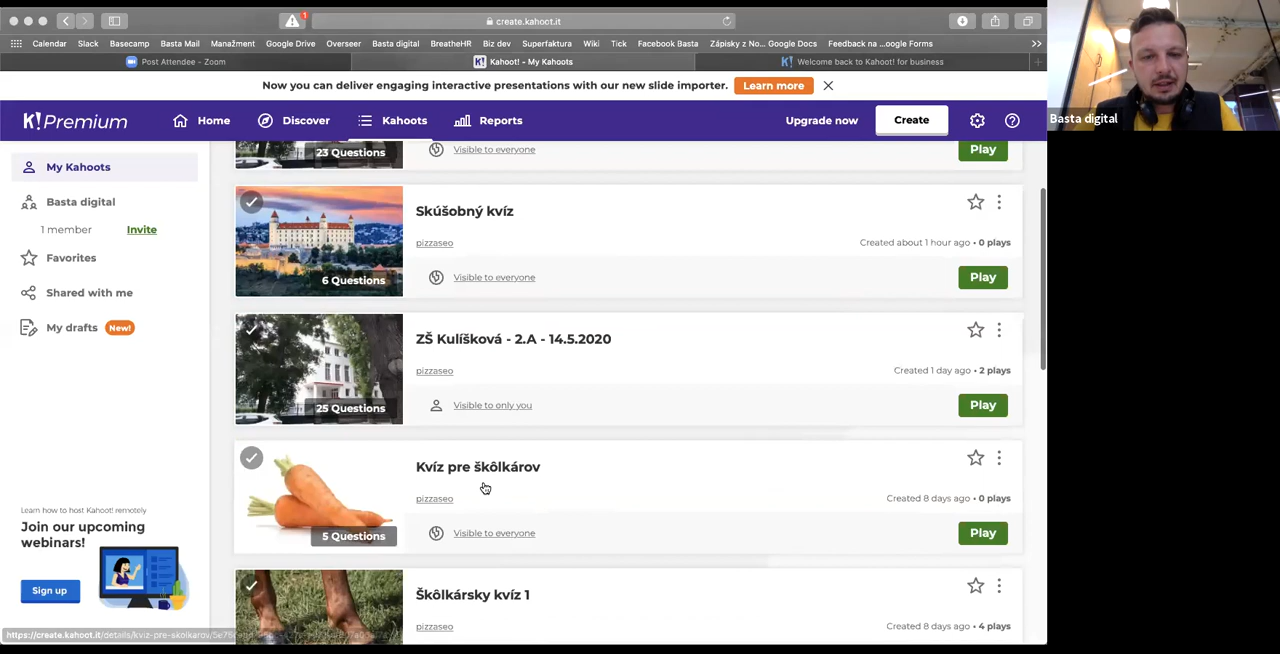 create.kahoot.it
1
Calendar Slack Basecamp Basta Mail Manažment Google Drive Overseer Basta digital BreatheHR Biz dev Superfaktura Wiki Tick Facebook Basta Zápisky z No... Google Docs Feedback na ...oogle Forms >>
Post Attendee - Zoom K! Kahoot! - My Kahoots K! Welcome back to Kahoot! for business +
Now you can deliver engaging interactive presentations with our new slide importer. Learn more
K!Premium Home Discover Kahoots Reports Upgrade now Create
Basta digital
My Kahoots
Basta digital
1 member Invite
Favorites
Shared with me
My drafts New!
Learn how to host Kahoot! remotely
Join our upcoming
webinars!
Sign up
23 Questions Visible to everyone Play
Skúšobný kvíz
pizzaseo Created about 1 hour ago • 0 plays
6 Questions Visible to everyone Play
ZŠ Kulíšková - 2.A - 14.5.2020
pizzaseo Created 1 day ago • 2 plays
25 Questions Visible to only you Play
Kvíz pre škôlkárov
pizzaseo Created 8 days ago • 0 plays
5 Questions Visible to everyone Play
Škôlkársky kvíz 1
pizzaseo Created 8 days ago • 4 plays